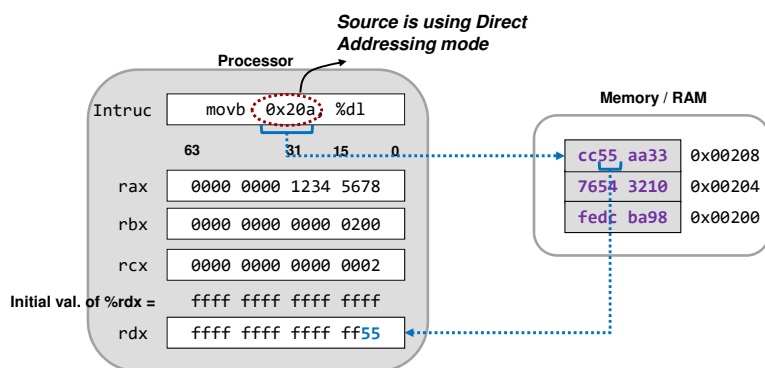 Source is using Direct
Addressing mode
Processor
Intruc movb 0x20a, %dl
Memory / RAM
63 31 15 0
cc55 aa33 0x00208
rax 0000 0000 1234 5678
7654 3210 0x00204
rbx 0000 0000 0000 0200
fedc ba98 0x00200
rcx 0000 0000 0000 0002
Initial val. of %rdx = ffff ffff ffff ffff
rdx ffff ffff ffff ff55